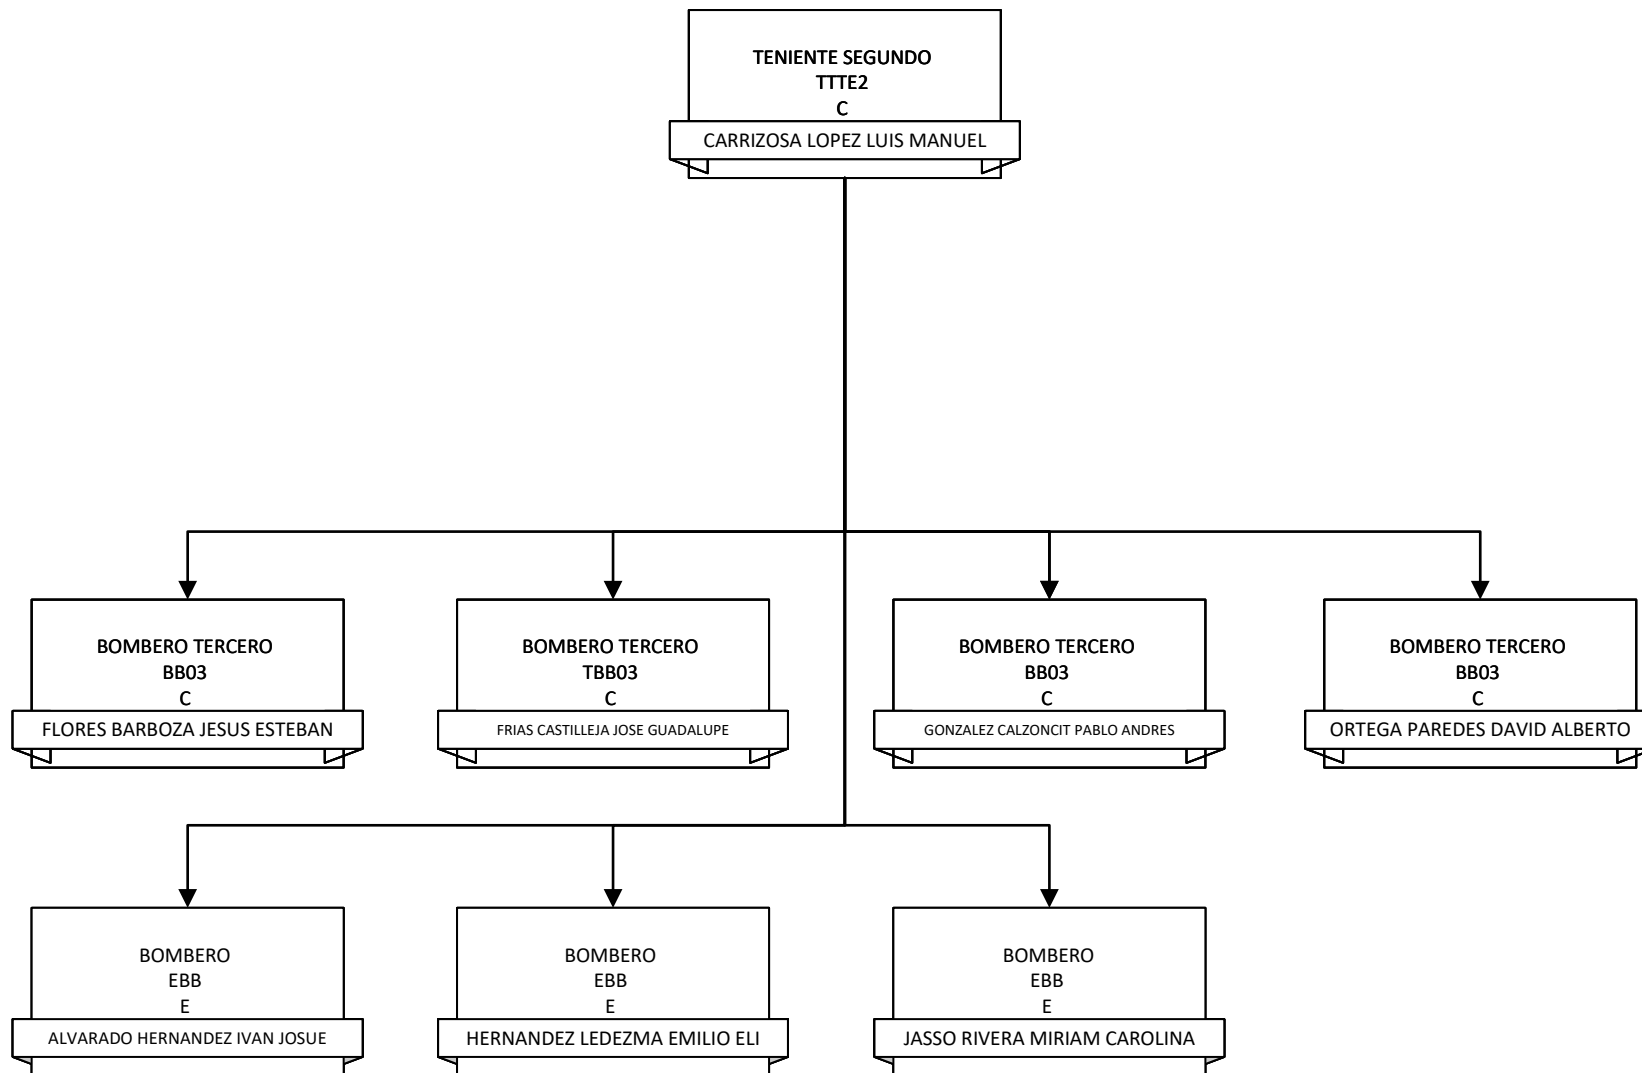 TENIENTE SEGUNDO
TTTE2
C
CARRIZOSA LOPEZ LUIS MANUEL
BOMBERO TERCERO
BB03
C
FLORES BARBOZA JESUS ESTEBAN
BOMBERO TERCERO
TBB03
C
FRIAS CASTILLEJA JOSE GUADALUPE
BOMBERO TERCERO
BB03
C
GONZALEZ CALZONCIT PABLO ANDRES
BOMBERO TERCERO
BB03
C
ORTEGA PAREDES DAVID ALBERTO
BOMBERO
EBB
E
ALVARADO HERNANDEZ IVAN JOSUE
BOMBERO
EBB
E
HERNANDEZ LEDEZMA EMILIO ELI
BOMBERO
EBB
E
JASSO RIVERA MIRIAM CAROLINA